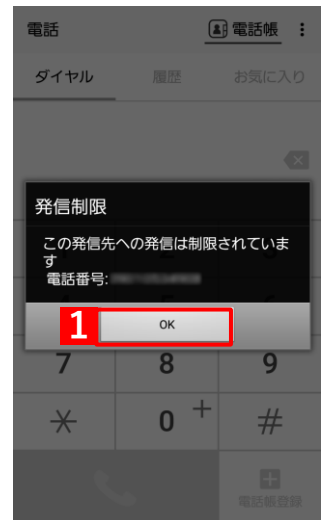 電話
電話帳
ダイヤル 履歴 お気に入り
発信制限
この発信先への発信は制限されていま
す
電話番号:
1
OK
7 8 9
* 0 + #
電話帳登録